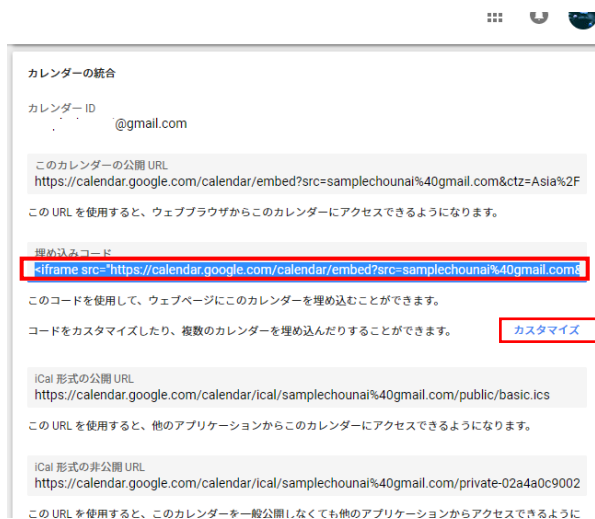 カレンダーの統合
カレンダー ID
@gmail.com
このカレンダーの公開 URL
https://calendar.google.com/calendar/embed?src=samplechounai%40gmail.com&ctz=Asia%2F
この URL を使用すると、ウェブブラウザからこのカレンダーにアクセスできるようになります。
埋め込みコード
<iframe src="https://calendar.google.com/calendar/embed?src=samplechounai%40gmail.com&
このコードを使用して、ウェブページにこのカレンダーを埋め込むことができます。
コードをカスタマイズしたり、複数のカレンダーを埋め込んだりすることができます。 カスタマイズ
iCal 形式の公開 URL
https://calendar.google.com/calendar/ical/samplechounai%40gmail.com/public/basic.ics
この URL を使用すると、他のアプリケーションからこのカレンダーにアクセスできるようになります。
iCal 形式の非公開 URL
https://calendar.google.com/calendar/ical/samplechounai%40gmail.com/private-02a4a0c9002
この URL を使用すると、このカレンダーを一般公開しなくても他のアプリケーションからアクセスできるように